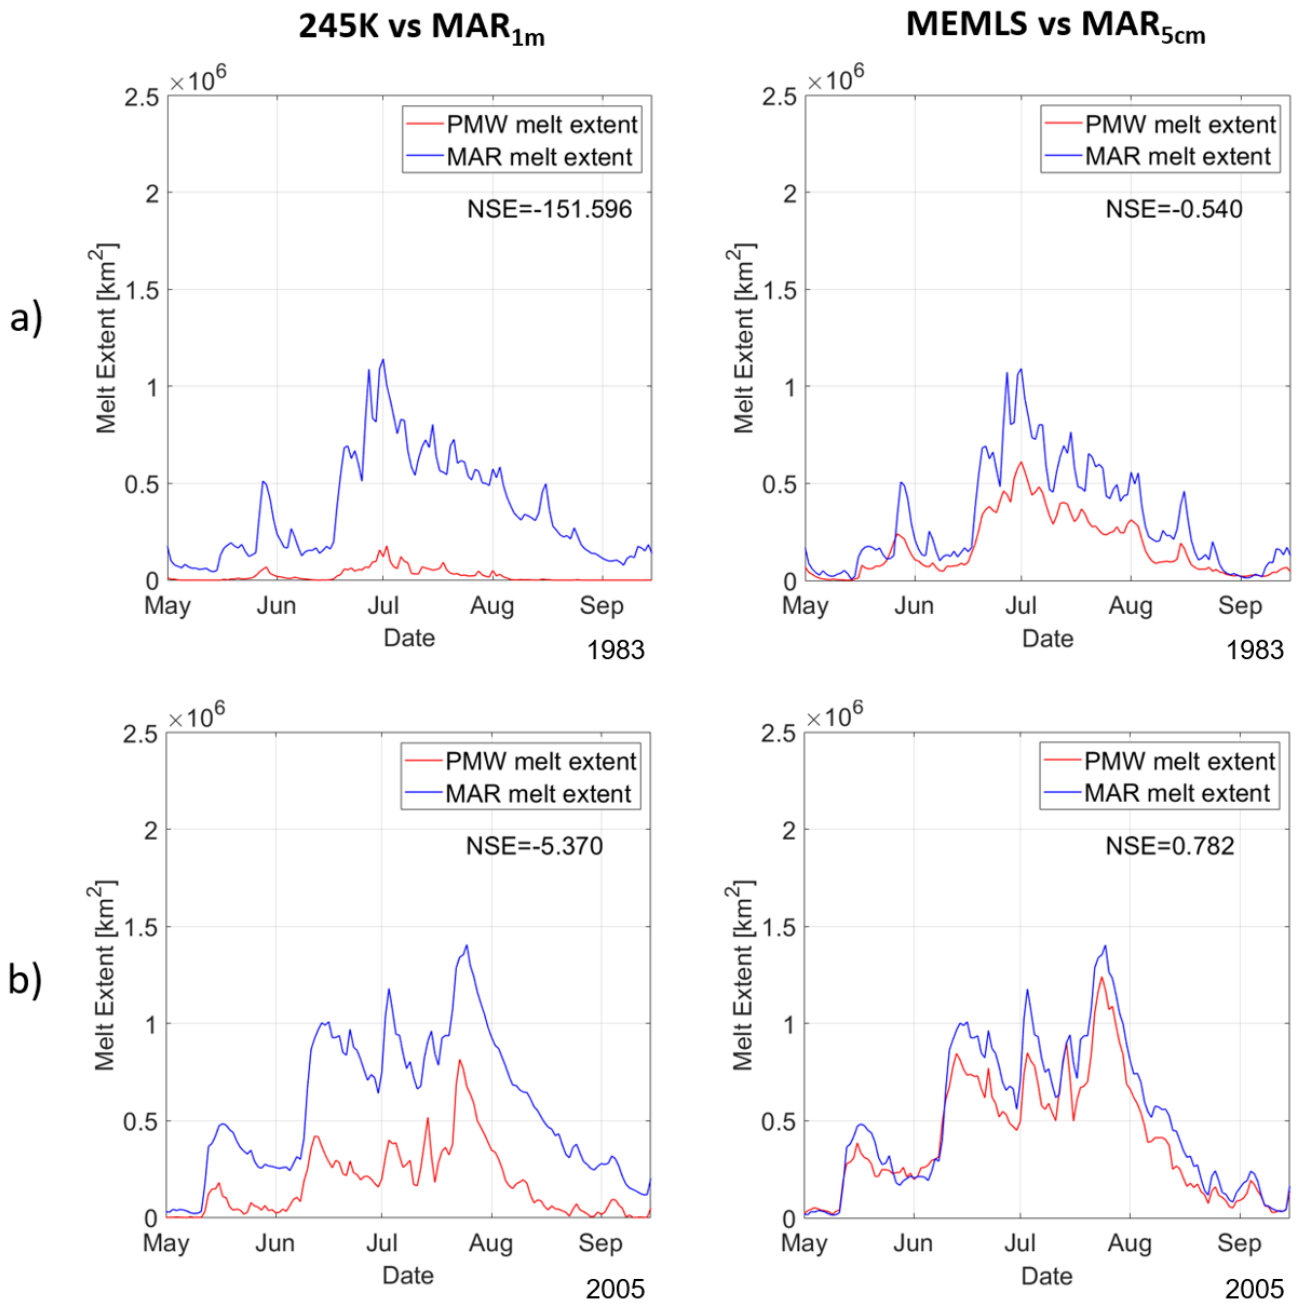 245K vs MAR1m
MEMLS vs MAR5cm
a)
×10^6
2.5
2
1.5
1
0.5
0
Melt Extent [km^2]
PMW melt extent
MAR melt extent
NSE=-151.596
May Jun Jul Aug Sep
Date
1983
×10^6
2.5
2
1.5
1
0.5
0
Melt Extent [km^2]
PMW melt extent
MAR melt extent
NSE=-0.540
May Jun Jul Aug Sep
Date
1983
b)
×10^6
2.5
2
1.5
1
0.5
0
Melt Extent [km^2]
PMW melt extent
MAR melt extent
NSE=-5.370
May Jun Jul Aug Sep
Date
2005
×10^6
2.5
2
1.5
1
0.5
0
Melt Extent [km^2]
PMW melt extent
MAR melt extent
NSE=0.782
May Jun Jul Aug Sep
Date
2005